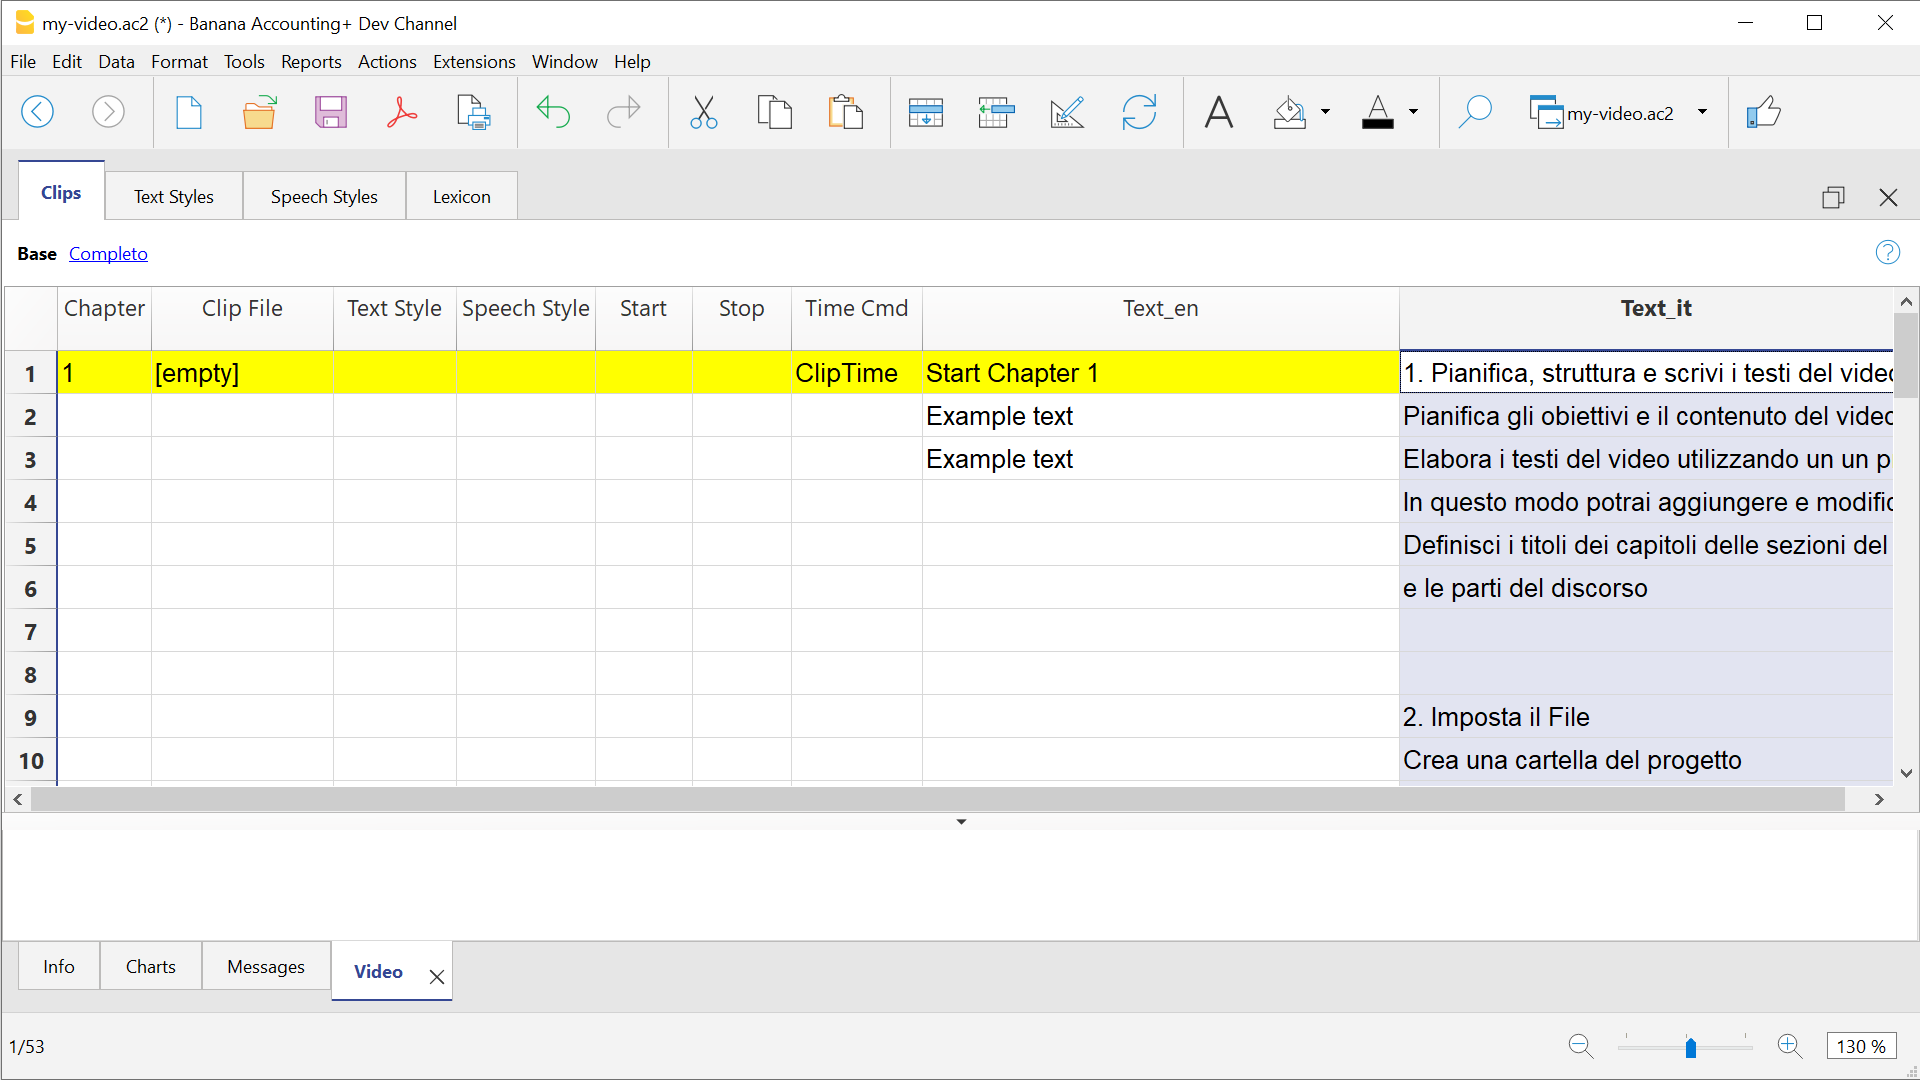 my-video.ac2 (*) - Banana Accounting+ Dev Channel
File Edit Data Format Tools Reports Actions Extensions Window Help
my-video.ac2
Clips Text Styles Speech Styles Lexicon
Base Completo
Chapter Clip File Text Style Speech Style Start Stop Time Cmd Text_en Text_it
1 1 [empty] ClipTime Start Chapter 1 1. Pianifica, struttura e scrivi i testi del video
2 Example text Pianifica gli obiettivi e il contenuto del video
3 Example text Elabora i testi del video utilizzando un un p
4 In questo modo potrai aggiungere e modific
5 Definisci i titoli dei capitoli delle sezioni del
6 e le parti del discorso
7
8
9 2. Imposta il File
10 Crea una cartella del progetto
Info Charts Messages Video
1/53
130 %